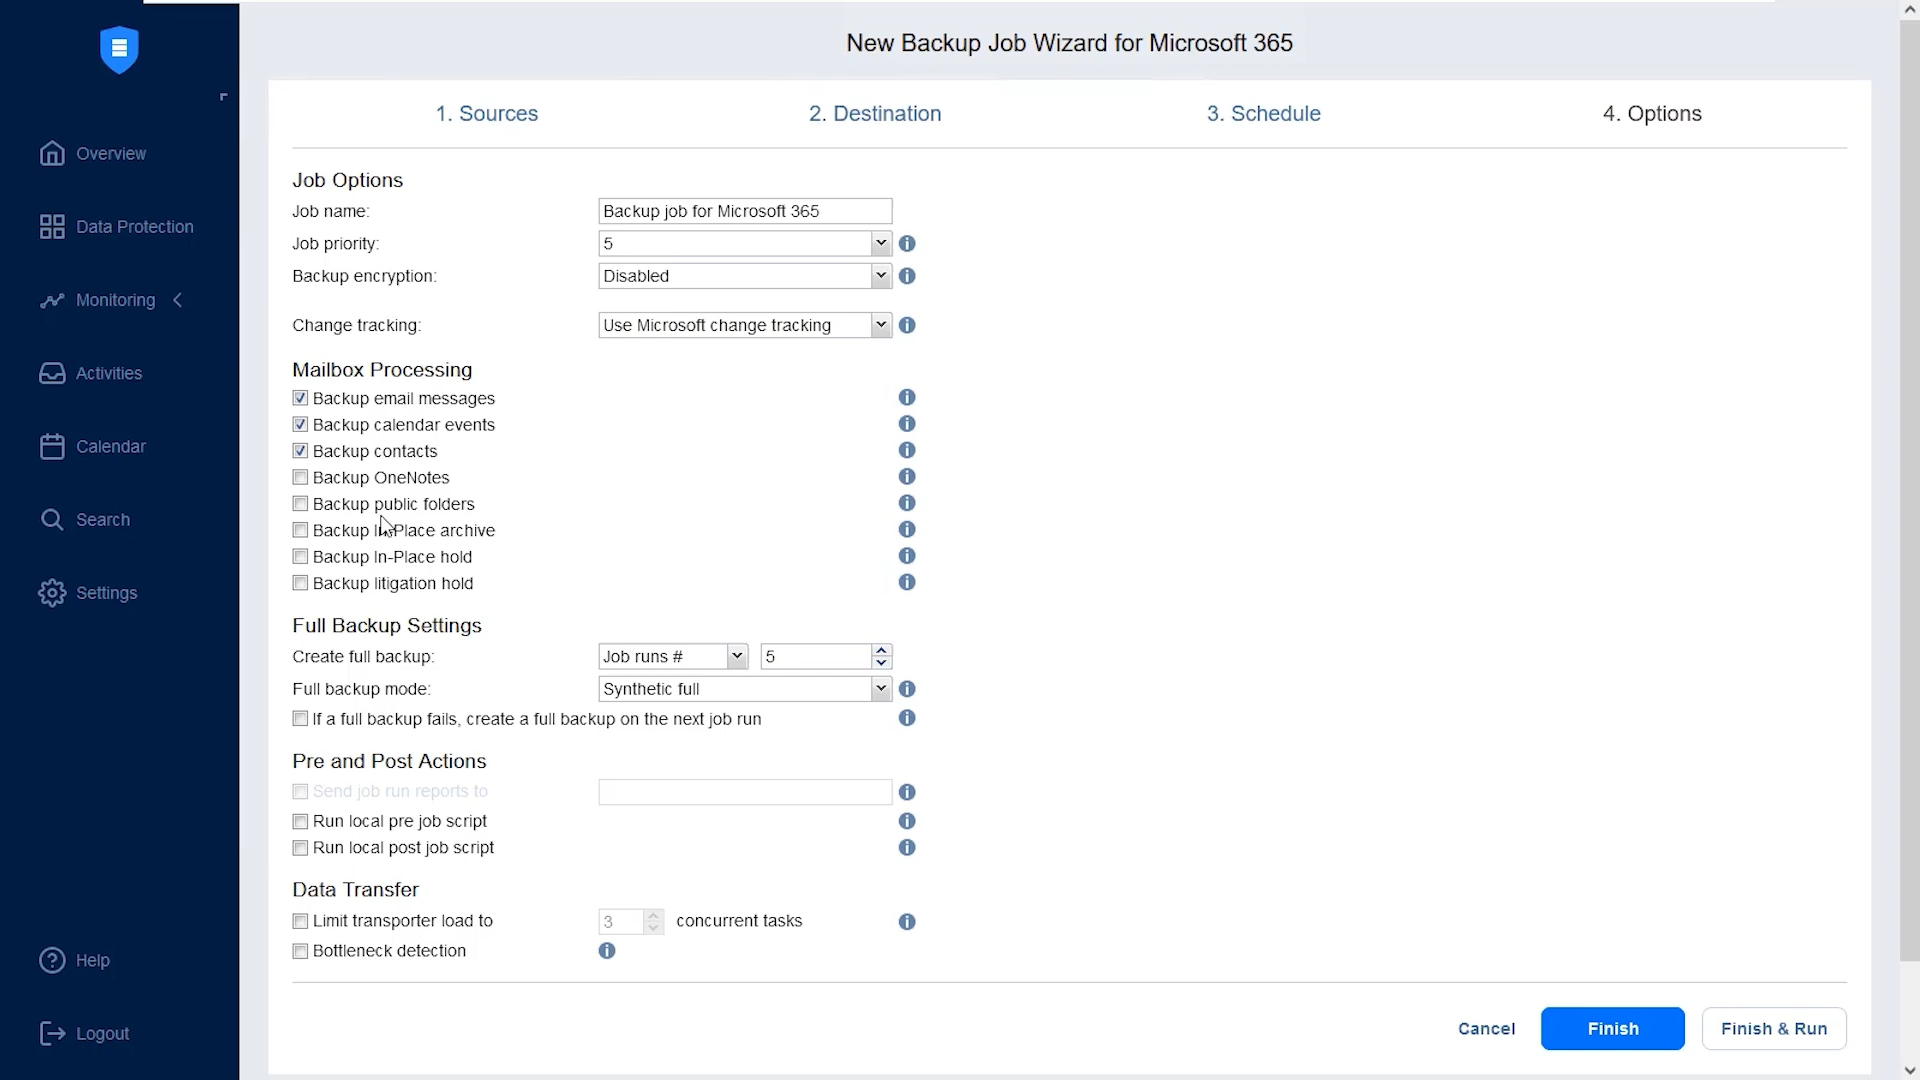 New Backup Job Wizard for Microsoft 365
1. Sources
2. Destination
3. Schedule
4. Options
Overview
Data Protection
Monitoring
Activities
Calendar
Search
Settings
Help
Logout
Job Options
Job name: Backup job for Microsoft 365
Job priority: 5
Backup encryption: Disabled
Change tracking: Use Microsoft change tracking
Mailbox Processing
Backup email messages
Backup calendar events
Backup contacts
Backup OneNotes
Backup public folders
Backup In-Place archive
Backup In-Place hold
Backup litigation hold
Full Backup Settings
Create full backup: Job runs # 5
Full backup mode: Synthetic full
If a full backup fails, create a full backup on the next job run
Pre and Post Actions
Send job run reports to
Run local pre job script
Run local post job script
Data Transfer
Limit transporter load to 3 concurrent tasks
Bottleneck detection
Cancel
Finish
Finish & Run